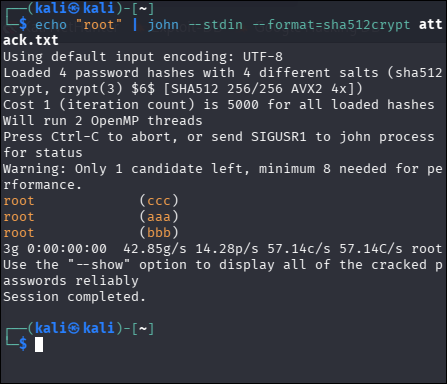 ┌──(kali㉿kali)-[~]
└─$ echo "root" | john --stdin --format=sha512crypt att
ack.txt
Using default input encoding: UTF-8
Loaded 4 password hashes with 4 different salts (sha512
crypt, crypt(3) $6$ [SHA512 256/256 AVX2 4x])
Cost 1 (iteration count) is 5000 for all loaded hashes
Will run 2 OpenMP threads
Press Ctrl-C to abort, or send SIGUSR1 to john process
for status
Warning: Only 1 candidate left, minimum 8 needed for pe
rformance.
root             (ccc)
root             (aaa)
root             (bbb)
3g 0:00:00:00  42.85g/s 14.28p/s 57.14c/s 57.14C/s root
Use the "--show" option to display all of the cracked p
asswords reliably
Session completed.
┌──(kali㉿kali)-[~]
└─$